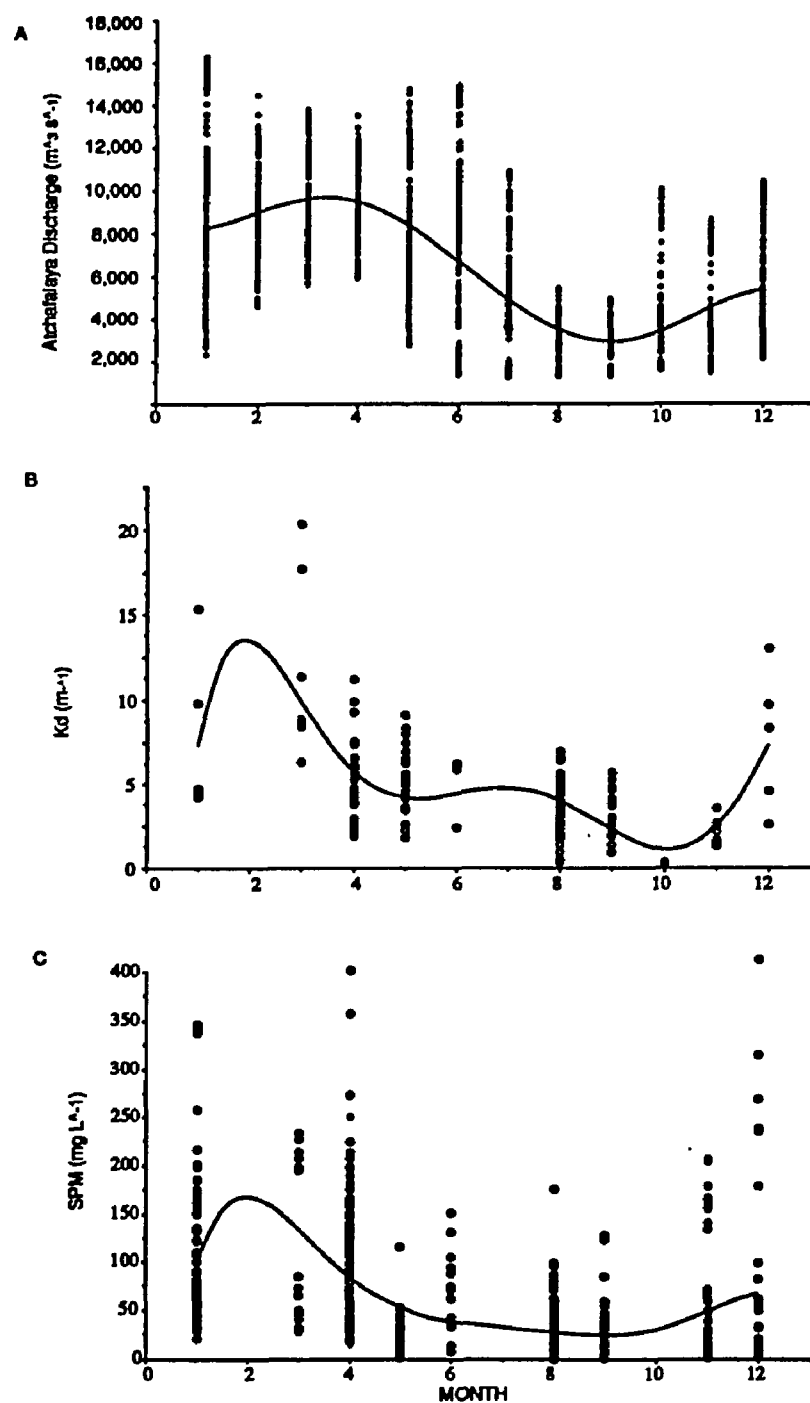 A
18,000
16,000
14,000
12,000
10,000
8,000
6,000
4,000
2,000
Atchafalaya Discharge (m^3 s^-1)
0 2 4 6 8 10 12
B
20
15
10
5
0
Kd (m-^1)
0 2 4 6 8 10 12
C
400
350
300
250
200
150
100
50
0
SPM (mg L^-1)
0 2 4 6 8 10 12
MONTH